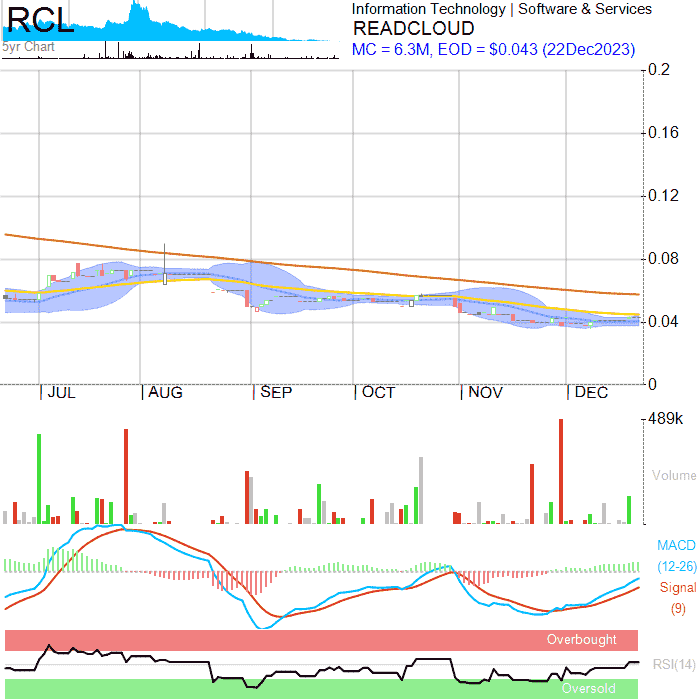 RCL
5yr Chart
Information Technology | Software & Services
READCLOUD
MC = 6.3M, EOD = $0.043 (22Dec2023)
0.2
0.16
0.12
0.08
0.04
0
JUL AUG SEP OCT NOV DEC
489k
Volume
MACD
(12-26)
Signal
(9)
Overbought
RSI(14)
Oversold